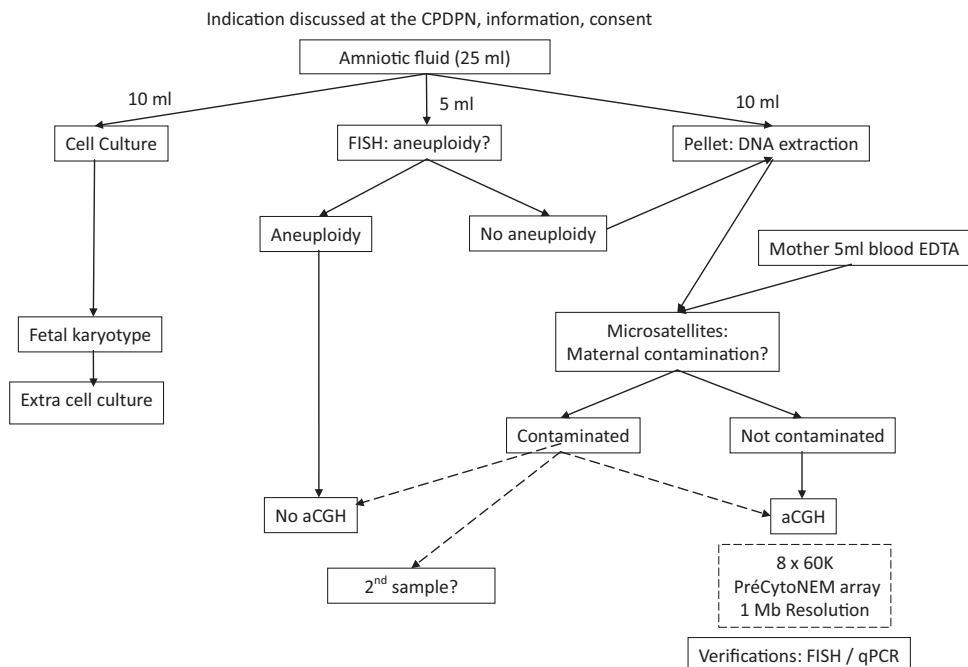 Indication discussed at the CPDPN, information, consent
Amniotic fluid (25 ml)
10 ml
5 ml
10 ml
Cell Culture
FISH: aneuploidy?
Pellet: DNA extraction
Aneuploidy
No aneuploidy
Mother 5ml blood EDTA
Fetal karyotype
Microsatellites:
Maternal contamination?
Extra cell culture
Contaminated
Not contaminated
No aCGH
aCGH
2nd sample?
8 x 60K
PréCytoNEM array
1 Mb Resolution
Verifications: FISH / qPCR